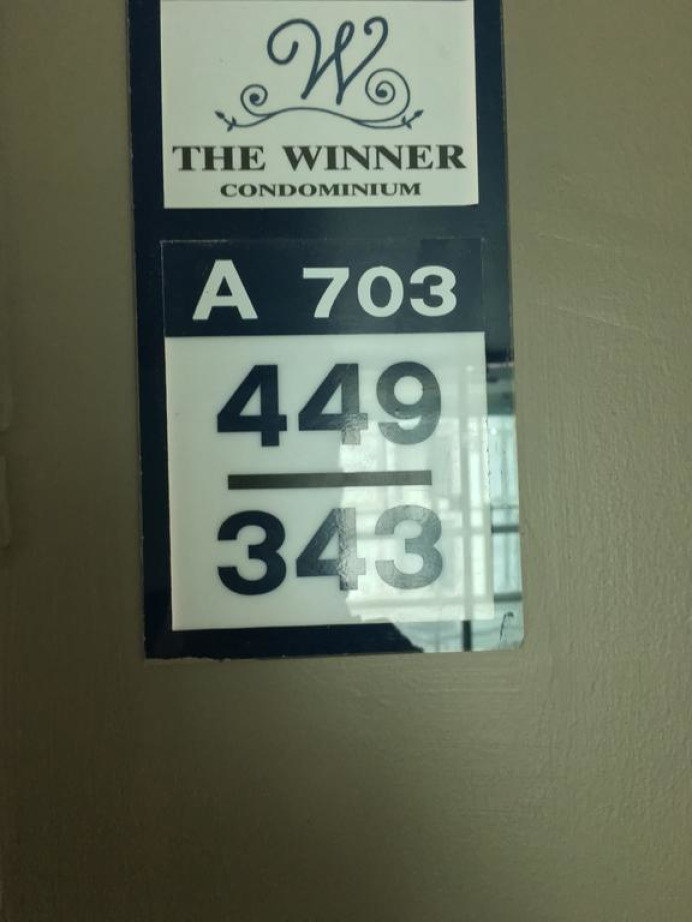 W
THE WINNER
CONDOMINIUM
A 703
449
343